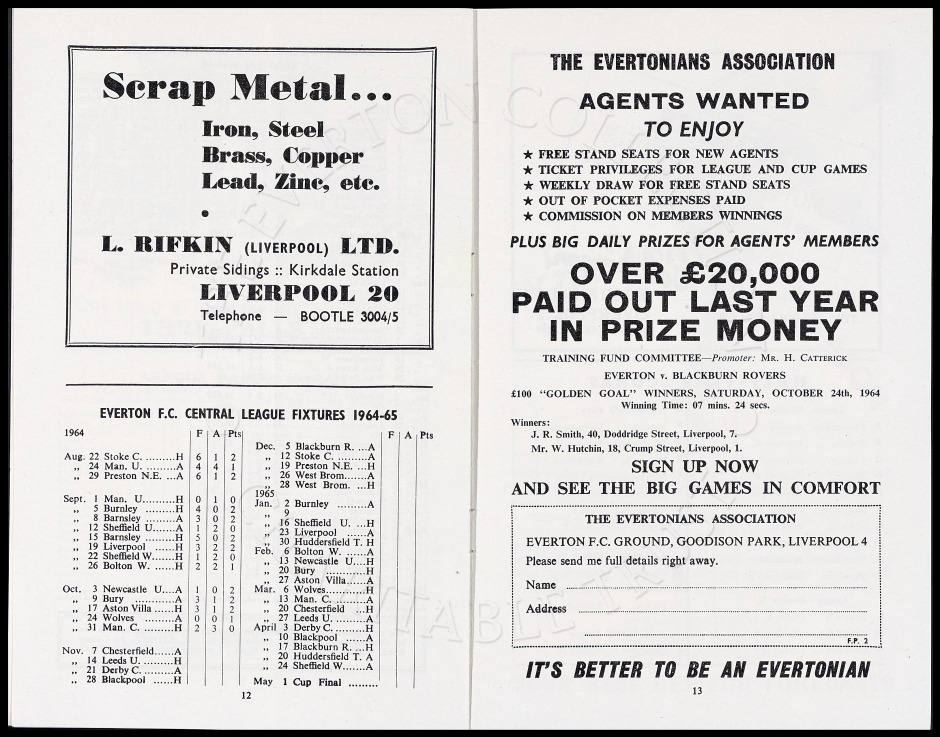 Scrap Metal...
Iron, Steel
Brass, Copper
Lead, Zinc, etc.
•
L. RIFKIN (LIVERPOOL) LTD.
Private Sidings :: Kirkdale Station
LIVERPOOL 20
Telephone — BOOTLE 3004/5
EVERTON F.C. CENTRAL LEAGUE FIXTURES 1964-65
1964 F A Pts
Aug. 22 Stoke C. ........H 6 1 2
„ 24 Man. U. ........A 4 4 1
„ 29 Preston N.E. ...A 6 1 2
Sept. 1 Man. U........H 0 1 0
„ 5 Burnley ........H 4 0 2
„ 8 Barnsley ........A 3 0 2
„ 12 Sheffield U......A 1 2 0
„ 15 Barnsley ........H 5 0 2
„ 19 Liverpool ......H 3 2 2
„ 22 Sheffield W.....H 1 2 0
„ 26 Bolton W. ......H 2 2 1
Oct. 3 Newcastle U....A 1 0 2
„ 9 Bury ............A 3 1 2
„ 17 Aston Villa ......H 3 1 2
„ 24 Wolves ..........A 0 0 1
„ 31 Man. C. ........H 2 3 0
Nov. 7 Chesterfield......A
„ 14 Leeds U. ........H
„ 21 Derby C. ........A
„ 28 Blackpool ......H
F A Pts
Dec. 5 Blackburn R. ...A
„ 12 Stoke C. ........A
„ 19 Preston N.E. ...H
„ 26 West Brom......A
„ 28 West Brom. ...H
1965
Jan. 2 Burnley ........A
„ 9
„ 16 Sheffield U. ...H
„ 23 Liverpool ......A
„ 30 Huddersfield T. H
Feb. 6 Bolton W. ......A
„ 13 Newcastle U....H
„ 20 Bury ..........H
„ 27 Aston Villa......A
Mar. 6 Wolves..........H
„ 13 Man. C. ........A
„ 20 Chesterfield ...H
„ 27 Leeds U. ........A
April 3 Derby C. ........H
„ 10 Blackpool ......A
„ 17 Blackburn R. ...H
„ 20 Huddersfield T. A
„ 24 Sheffield W......A
May 1 Cup Final .........
12
THE EVERTONIANS ASSOCIATION
AGENTS WANTED
TO ENJOY
★ FREE STAND SEATS FOR NEW AGENTS
★ TICKET PRIVILEGES FOR LEAGUE AND CUP GAMES
★ WEEKLY DRAW FOR FREE STAND SEATS
★ OUT OF POCKET EXPENSES PAID
★ COMMISSION ON MEMBERS WINNINGS
PLUS BIG DAILY PRIZES FOR AGENTS' MEMBERS
OVER £20,000
PAID OUT LAST YEAR
IN PRIZE MONEY
TRAINING FUND COMMITTEE—Promoter: MR. H. CATTERICK
EVERTON v. BLACKBURN ROVERS
£100 "GOLDEN GOAL" WINNERS, SATURDAY, OCTOBER 24th, 1964
Winning Time: 07 mins. 24 secs.
Winners:
J. R. Smith, 40, Doddridge Street, Liverpool, 7.
Mr. W. Hutchin, 18, Crump Street, Liverpool, 1.
SIGN UP NOW
AND SEE THE BIG GAMES IN COMFORT
THE EVERTONIANS ASSOCIATION
EVERTON F.C. GROUND, GOODISON PARK, LIVERPOOL 4
Please send me full details right away.
Name
Address
F.P. 2
IT'S BETTER TO BE AN EVERTONIAN
13